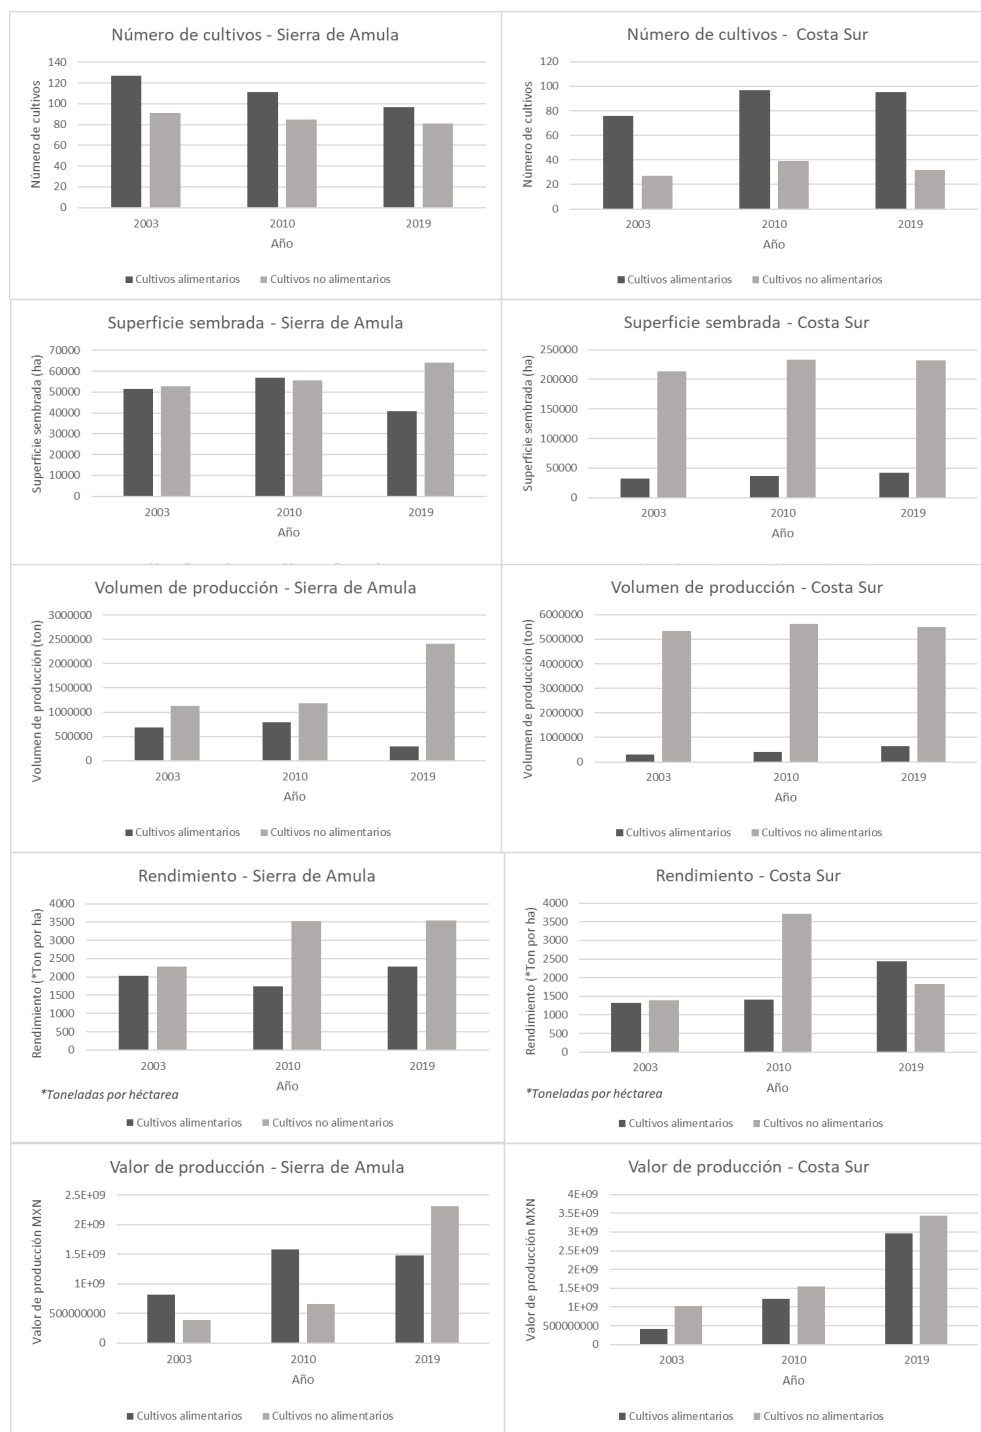 Número de cultivos - Sierra de Amula
Número de cultivos
140
120
100
80
60
40
20
0
2003 2010 2019
Año
Cultivos alimentarios Cultivos no alimentarios
Número de cultivos - Costa Sur
Número de cultivos
120
100
80
60
40
20
0
2003 2010 2019
Año
Cultivos alimentarios Cultivos no alimentarios
Superficie sembrada - Sierra de Amula
Superficie sembrada (ha)
70000
60000
50000
40000
30000
20000
10000
0
2003 2010 2019
Año
Superficie sembrada - Costa Sur
Superficie sembrada (ha)
250000
200000
150000
100000
50000
0
2003 2010 2019
Año
Volumen de producción - Sierra de Amula
Volumen de producción (ton)
3000000
2500000
2000000
1500000
1000000
500000
0
2003 2010 2019
Año
Cultivos alimentarios Cultivos no alimentarios
Volumen de producción - Costa Sur
Volumen de producción (ton)
6000000
5000000
4000000
3000000
2000000
1000000
0
2003 2010 2019
Año
Cultivos alimentarios Cultivos no alimentarios
Rendimiento - Sierra de Amula
Rendimiento (*Ton por ha)
4000
3500
3000
2500
2000
1500
1000
500
0
2003 2010 2019
Año
*Toneladas por héctarea
Cultivos alimentarios Cultivos no alimentarios
Rendimiento - Costa Sur
Rendimiento (*Ton por ha)
4000
3500
3000
2500
2000
1500
1000
500
0
2003 2010 2019
Año
*Toneladas por héctarea
Cultivos alimentarios Cultivos no alimentarios
Valor de producción - Sierra de Amula
Valor de producción MXN
2.5E+09
2E+09
1.5E+09
1E+09
500000000
0
2003 2010 2019
Año
Cultivos alimentarios Cultivos no alimentarios
Valor de producción - Costa Sur
Valor de producción MXN
4E+09
3.5E+09
3E+09
2.5E+09
2E+09
1.5E+09
1E+09
500000000
0
2003 2010 2019
Año
Cultivos alimentarios Cultivos no alimentarios